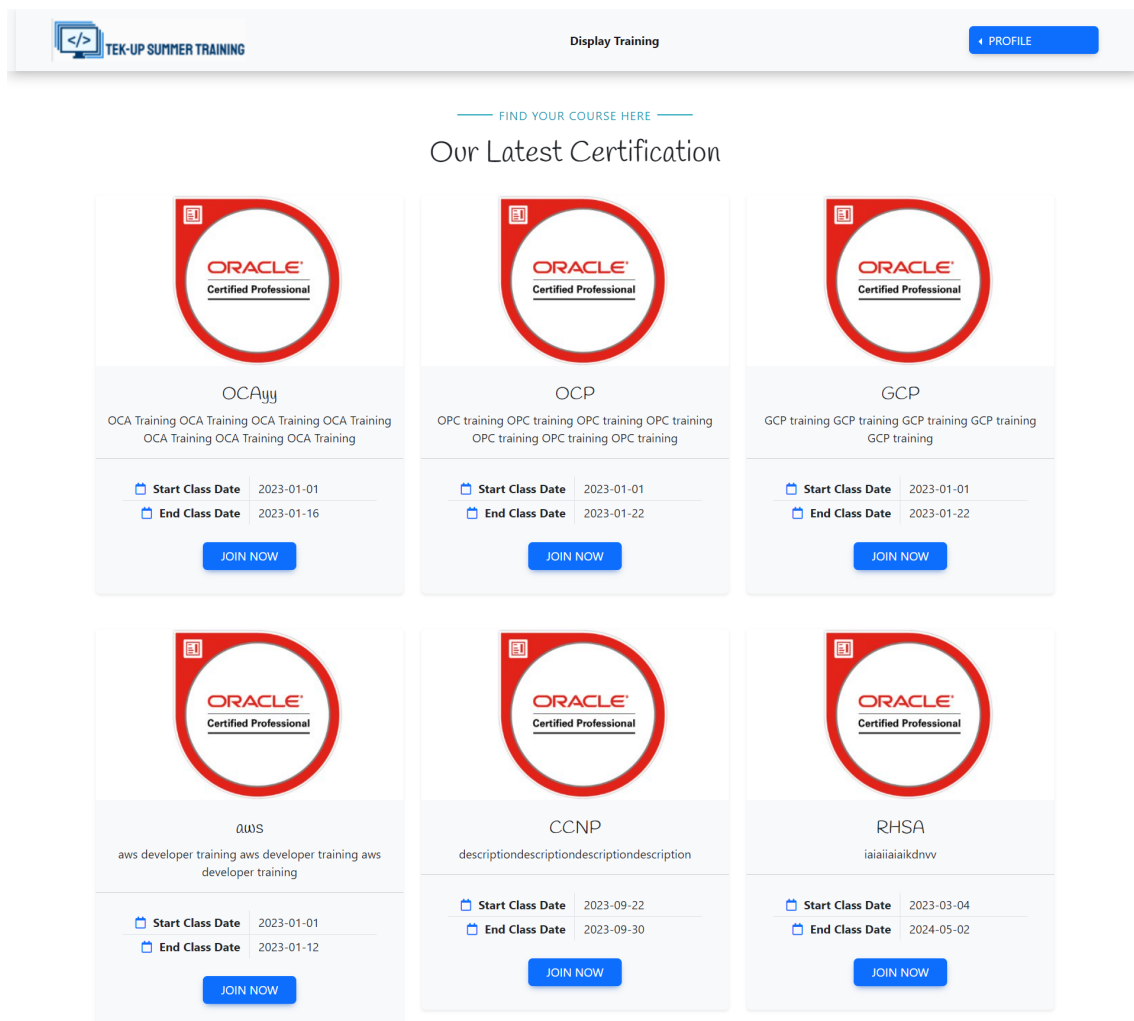 </> TEK-UP SUMMER TRAINING
Display Training
PROFILE
FIND YOUR COURSE HERE
Our Latest Certification
ORACLE
Certified Professional
OCAyy
OCA Training OCA Training OCA Training OCA Training
OCA Training OCA Training OCA Training
Start Class Date 2023-01-01
End Class Date 2023-01-16
JOIN NOW
ORACLE
Certified Professional
OCP
OPC training OPC training OPC training OPC training
OPC training OPC training OPC training
Start Class Date 2023-01-01
End Class Date 2023-01-22
JOIN NOW
ORACLE
Certified Professional
GCP
GCP training GCP training GCP training GCP training
GCP training
Start Class Date 2023-01-01
End Class Date 2023-01-22
JOIN NOW
ORACLE
Certified Professional
aws
aws developer training aws developer training aws
developer training
Start Class Date 2023-01-01
End Class Date 2023-01-12
JOIN NOW
ORACLE
Certified Professional
CCNP
descriptiondescriptiondescriptiondescription
Start Class Date 2023-09-22
End Class Date 2023-09-30
JOIN NOW
ORACLE
Certified Professional
RHSA
iaiaiiaiaikdnvv
Start Class Date 2023-03-04
End Class Date 2024-05-02
JOIN NOW